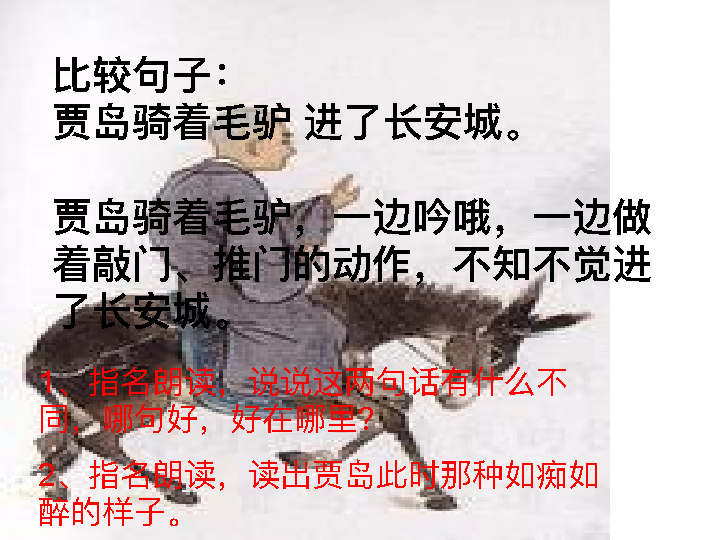 比较句子：
贾岛骑着毛驴 进了长安城。
贾岛骑着毛驴，一边吟哦，一边做
着敲门、推门的动作，不知不觉进
了长安城。
1、指名朗读，说说这两句话有什么不
同，哪句好，好在哪里？
2、指名朗读，读出贾岛此时那种如痴如
醉的样子。